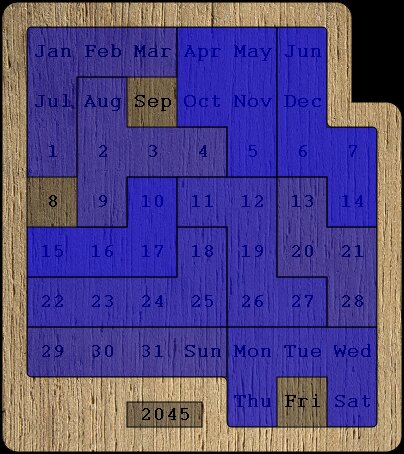 Jan Feb Mar Apr May Jun
Jul Aug Sep Oct Nov Dec
1 2 3 4 5 6 7
8 9 10 11 12 13 14
15 16 17 18 19 20 21
22 23 24 25 26 27 28
29 30 31 Sun Mon Tue Wed
Thu Fri Sat
2045